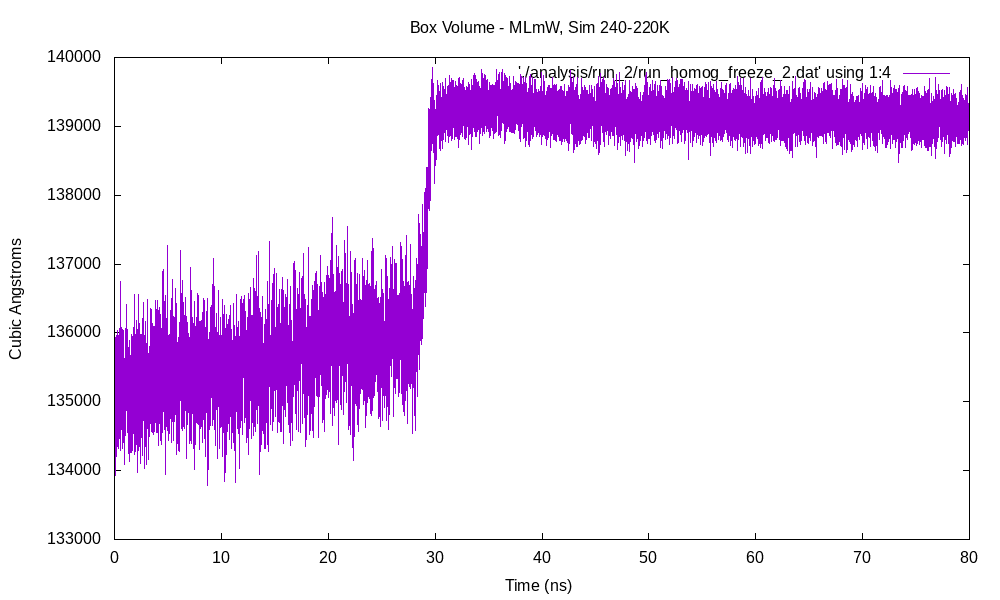 Box Volume - MLmW, Sim 240-220K
'./analysis/run_2/run_homog_freeze_2.dat' using 1:4
140000
139000
138000
137000
136000
135000
134000
133000
Cubic Angstroms
0 10 20 30 40 50 60 70 80
Time (ns)